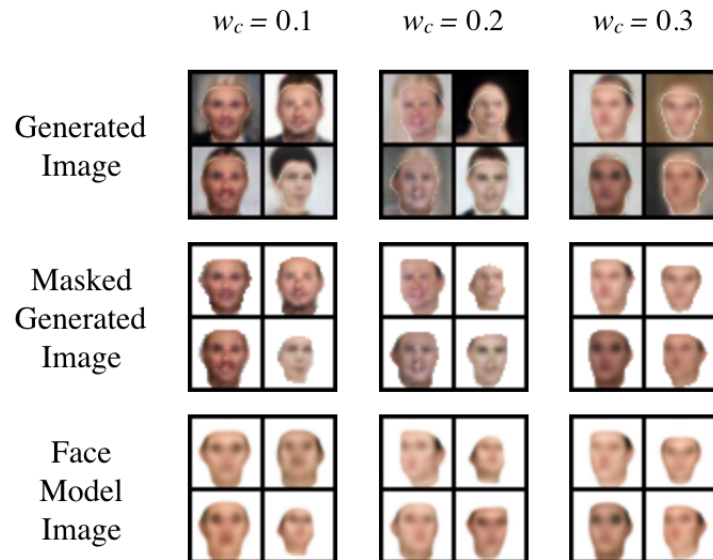 w_c = 0.1
w_c = 0.2
w_c = 0.3
Generated
Image
Masked
Generated
Image
Face
Model
Image